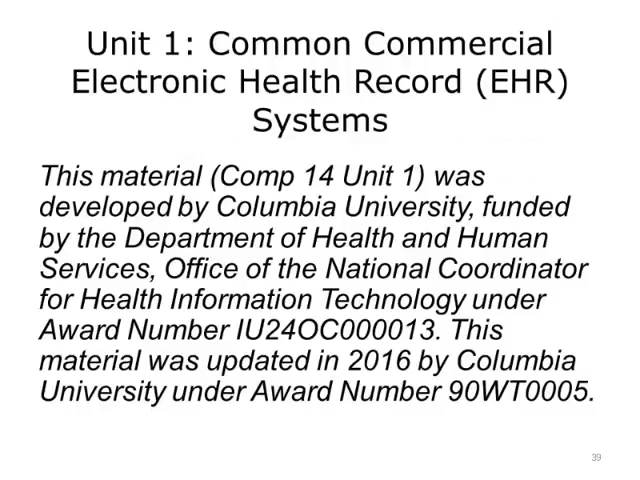 Unit 1: Common Commercial
Electronic Health Record (EHR)
Systems
This material (Comp 14 Unit 1) was
developed by Columbia University, funded
by the Department of Health and Human
Services, Office of the National Coordinator
for Health Information Technology under
Award Number IU24OC000013. This
material was updated in 2016 by Columbia
University under Award Number 90WT0005.
39